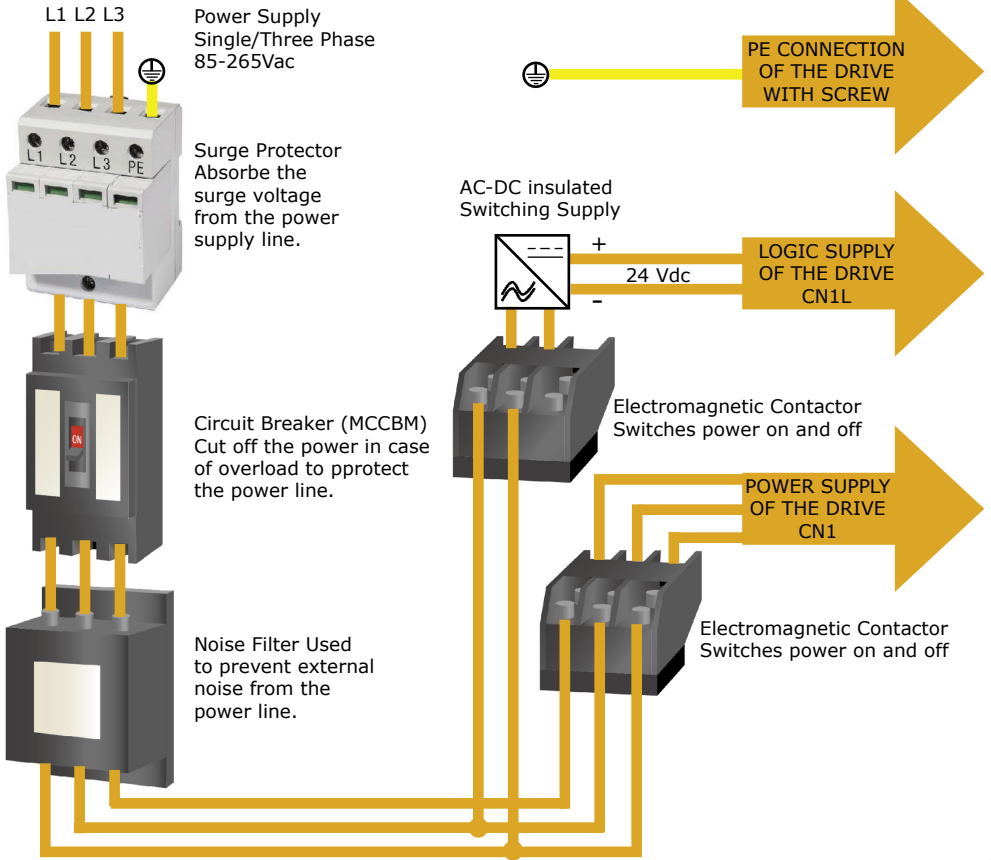 L1 L2 L3
Power Supply
Single/Three Phase
85-265Vac
L1 L2 L3 PE
Surge Protector
Absorbe the
surge voltage
from the power
supply line.
ON
Circuit Breaker (MCCBM)
Cut off the power in case
of overload to pprotect
the power line.
Noise Filter Used
to prevent external
noise from the
power line.
PE CONNECTION
OF THE DRIVE
WITH SCREW
AC-DC insulated
Switching Supply
+
24 Vdc
-
LOGIC SUPPLY
OF THE DRIVE
CN1L
Electromagnetic Contactor
Switches power on and off
POWER SUPPLY
OF THE DRIVE
CN1
Electromagnetic Contactor
Switches power on and off